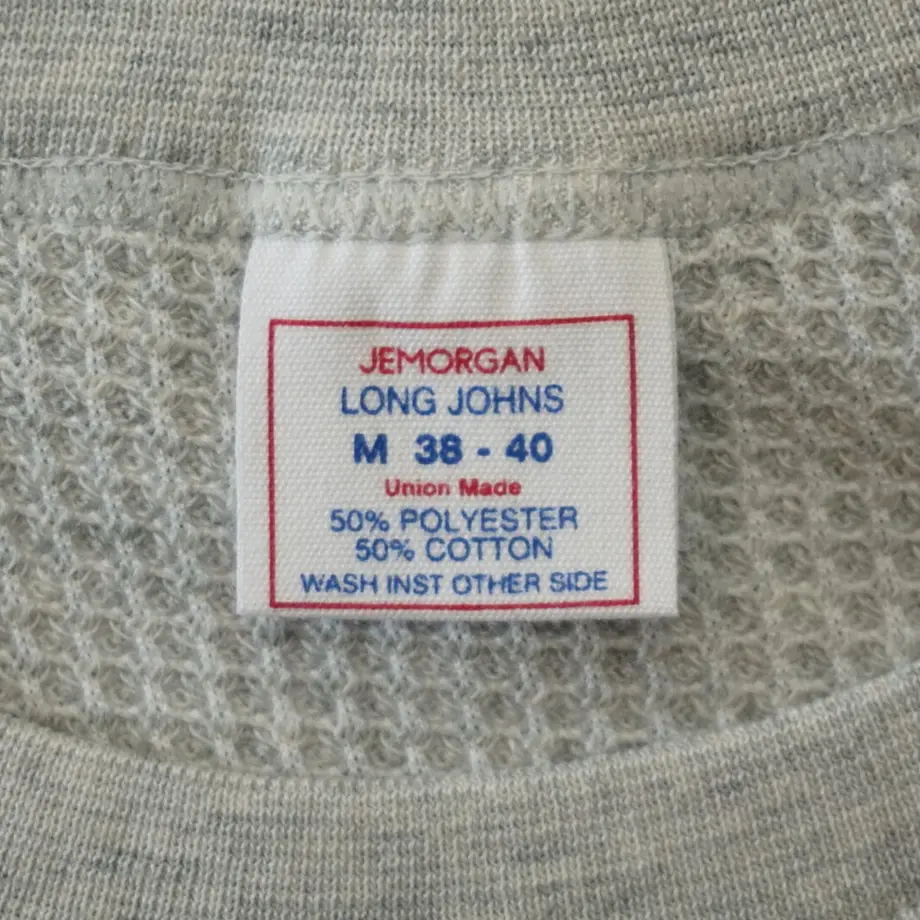 JEMORGAN
LONG JOHNS
M 38 - 40
Union Made
50% POLYESTER
50% COTTON
WASH INST OTHER SIDE